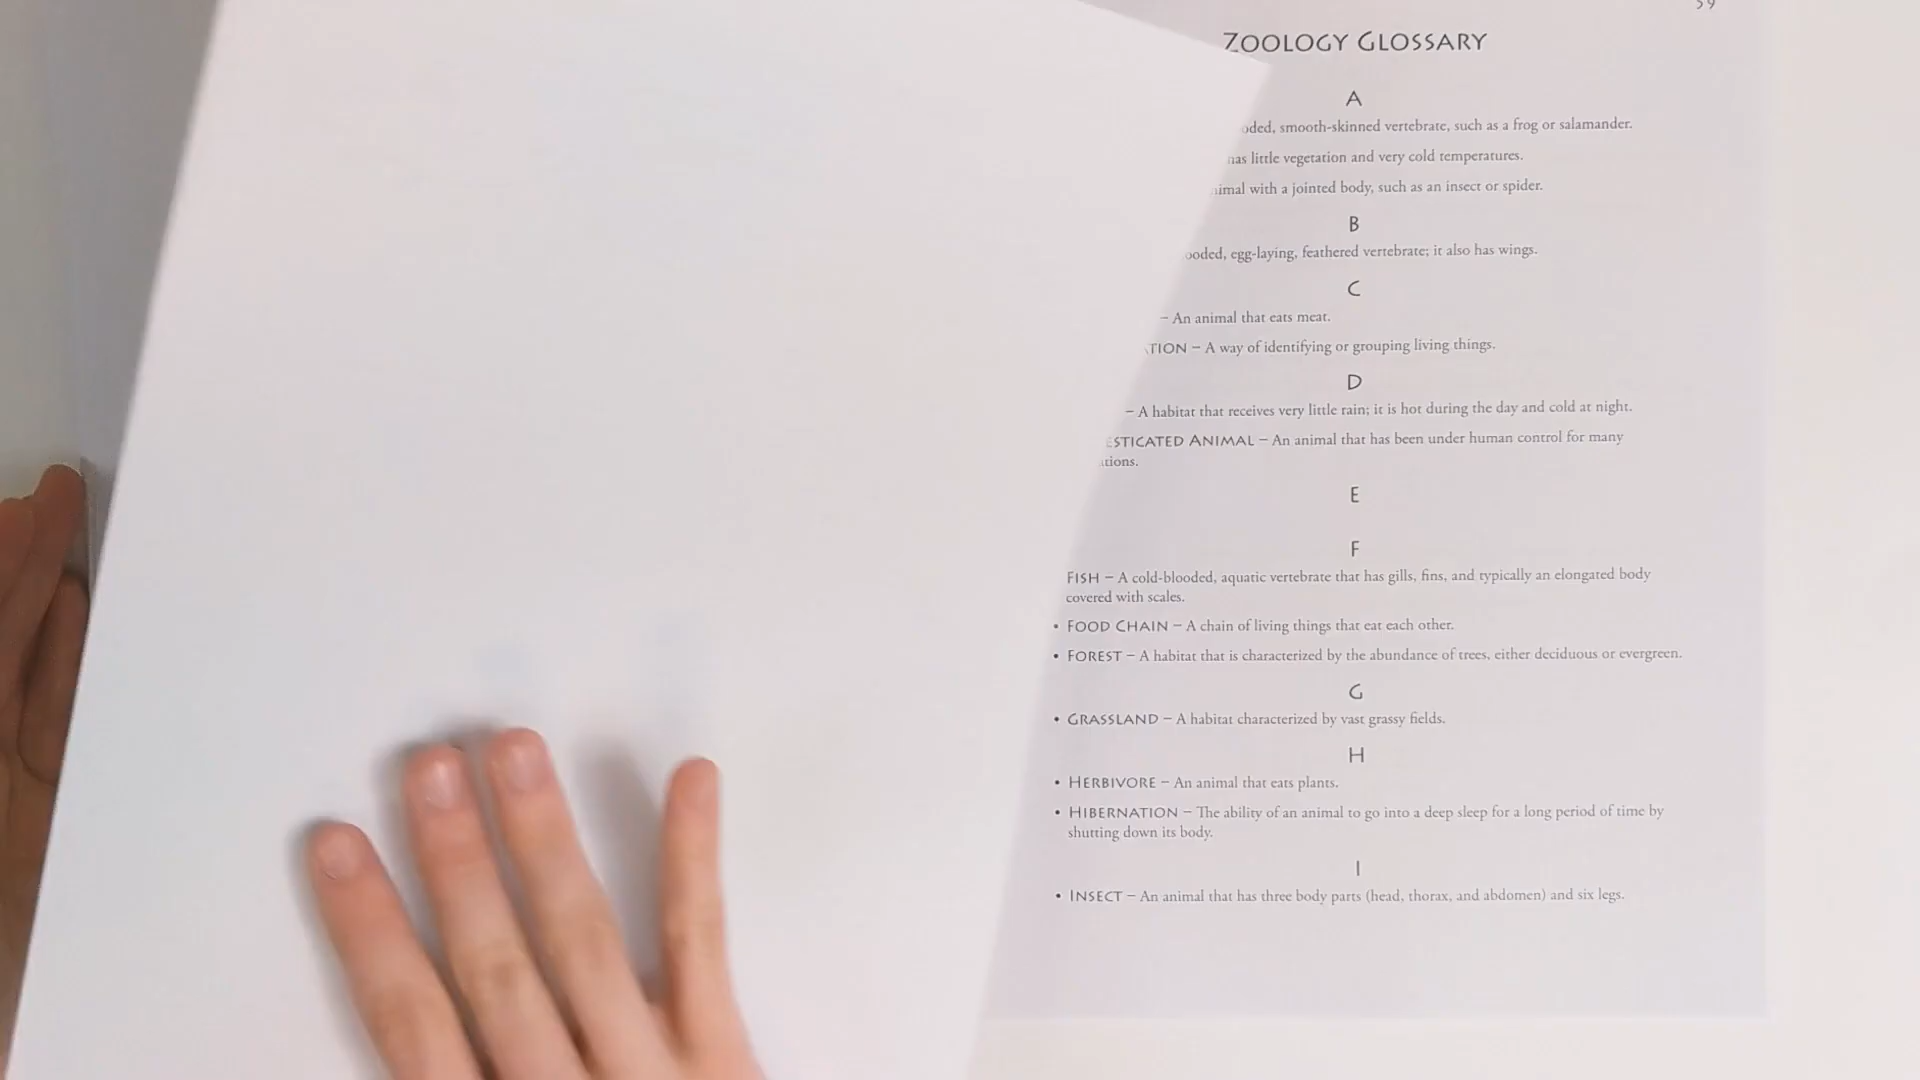 ZOOLOGY GLOSSARY
A
smooth-skinned vertebrate, such as a frog or salamander.
has little vegetation and very cold temperatures.
with a jointed body, such as an insect or spider.
B
egg-laying, feathered vertebrate; it also has wings.
C
– An animal that eats meat.
– A way of identifying or grouping living things.
D
– A habitat that receives very little rain; it is hot during the day and cold at night.
ANIMAL – An animal that has been under human control for many
E
F
FISH – A cold-blooded, aquatic vertebrate that has gills, fins, and typically an elongated body
covered with scales.
• FOOD CHAIN – A chain of living things that eat each other.
• FOREST – A habitat that is characterized by the abundance of trees, either deciduous or evergreen.
G
• GRASSLAND – A habitat characterized by vast grassy fields.
H
• HERBIVORE – An animal that eats plants.
• HIBERNATION – The ability of an animal to go into a deep sleep for a long period of time by
shutting down its body.
I
• INSECT – An animal that has three body parts (head, thorax, and abdomen) and six legs.